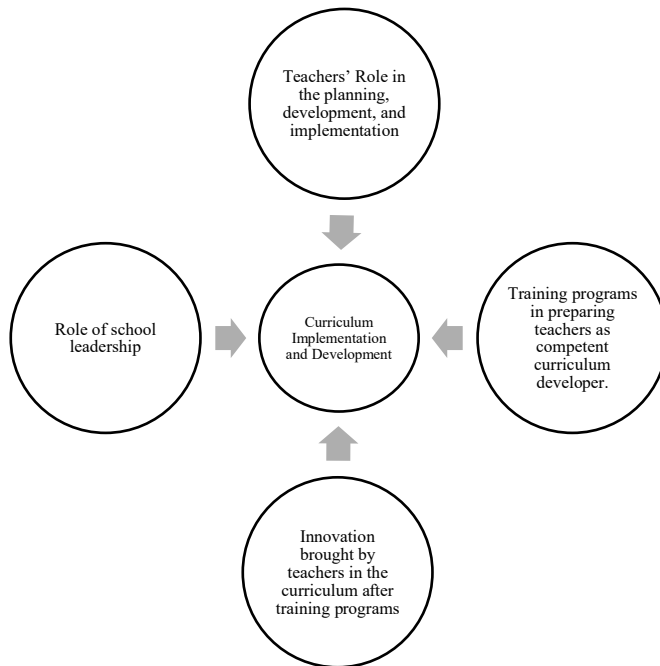 Teachers’ Role in
the planning,
development, and
implementation
Role of school
leadership
Curriculum
Implementation
and Development
Training programs
in preparing
teachers as
competent
curriculum
developer.
Innovation
brought by
teachers in the
curriculum after
training programs